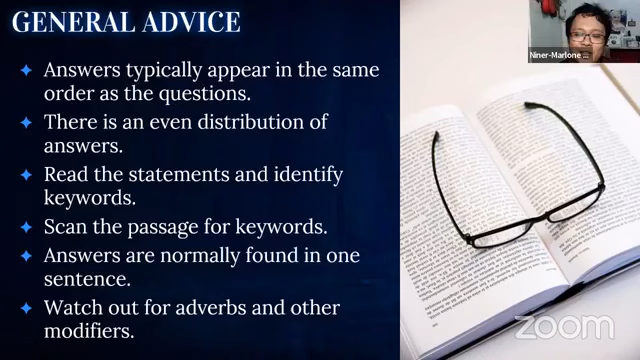 GENERAL ADVICE
Answers typically appear in the same
order as the questions.
There is an even distribution of
answers.
Read the statements and identify
keywords.
Scan the passage for keywords.
Answers are normally found in one
sentence.
Watch out for adverbs and other
modifiers.
Niner-Marlone
zoom